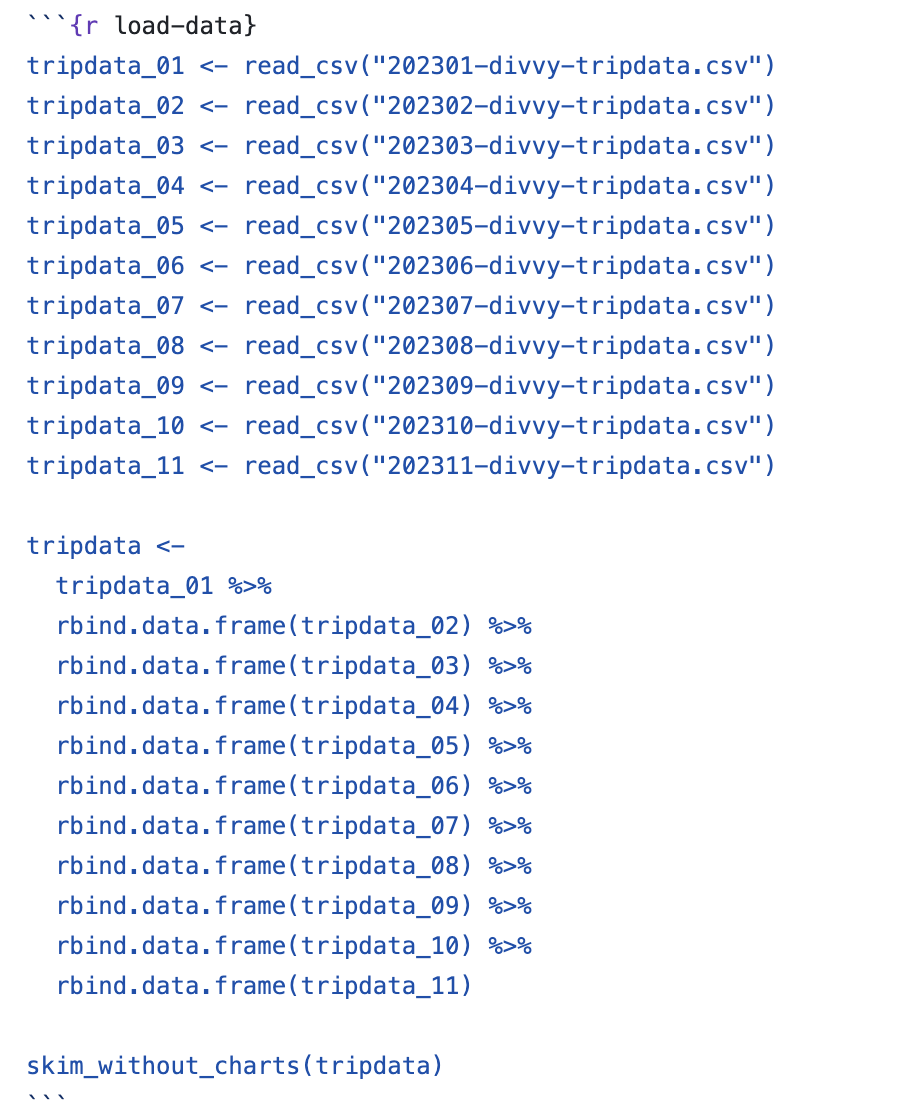 ```{r load-data}
tripdata_01 <- read_csv("202301-divvy-tripdata.csv")
tripdata_02 <- read_csv("202302-divvy-tripdata.csv")
tripdata_03 <- read_csv("202303-divvy-tripdata.csv")
tripdata_04 <- read_csv("202304-divvy-tripdata.csv")
tripdata_05 <- read_csv("202305-divvy-tripdata.csv")
tripdata_06 <- read_csv("202306-divvy-tripdata.csv")
tripdata_07 <- read_csv("202307-divvy-tripdata.csv")
tripdata_08 <- read_csv("202308-divvy-tripdata.csv")
tripdata_09 <- read_csv("202309-divvy-tripdata.csv")
tripdata_10 <- read_csv("202310-divvy-tripdata.csv")
tripdata_11 <- read_csv("202311-divvy-tripdata.csv")

tripdata <-
  tripdata_01 %>%
  rbind.data.frame(tripdata_02) %>%
  rbind.data.frame(tripdata_03) %>%
  rbind.data.frame(tripdata_04) %>%
  rbind.data.frame(tripdata_05) %>%
  rbind.data.frame(tripdata_06) %>%
  rbind.data.frame(tripdata_07) %>%
  rbind.data.frame(tripdata_08) %>%
  rbind.data.frame(tripdata_09) %>%
  rbind.data.frame(tripdata_10) %>%
  rbind.data.frame(tripdata_11)

skim_without_charts(tripdata)
```